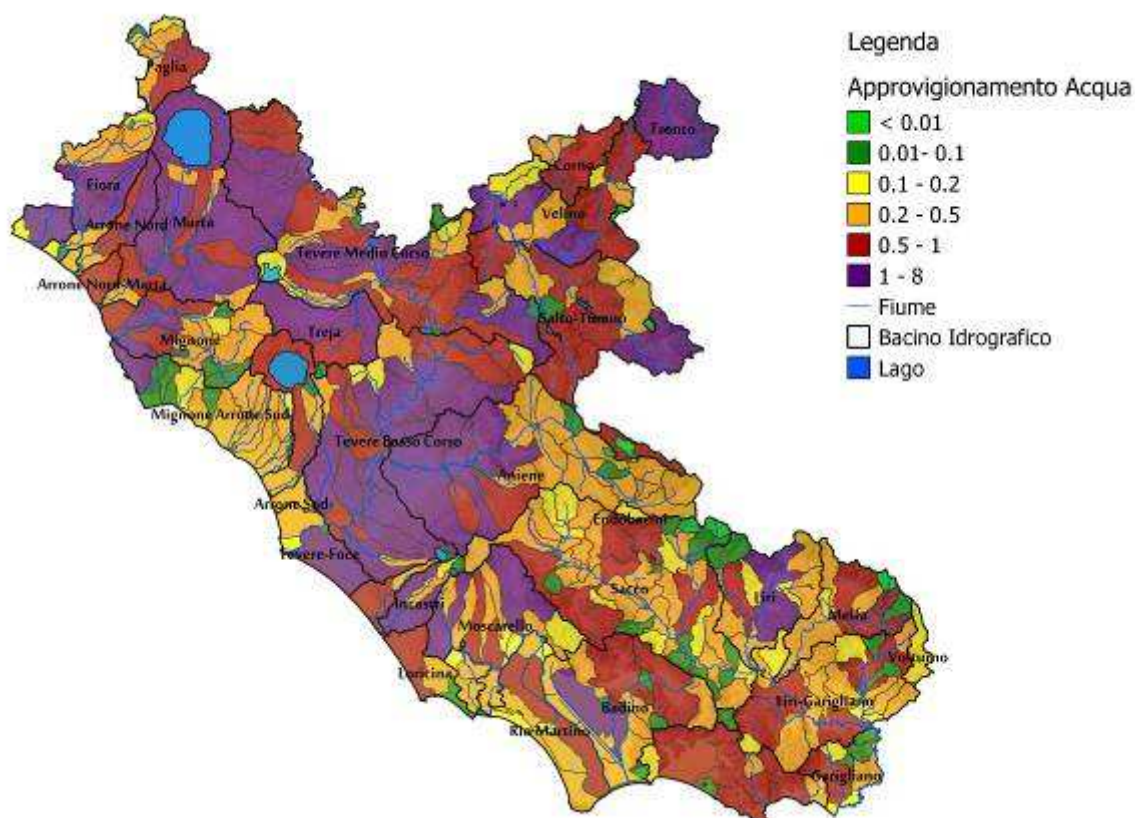 Legenda
Approvigionamento Acqua
< 0.01
0.01- 0.1
0.1 - 0.2
0.2 - 0.5
0.5 - 1
1 - 8
Fiume
Bacino Idrografico
Lago
Paglia
Tronto
Corno
Fiora
Velino
Arrone Nord
Marta
Tevere Medio Corso
Arrone Nord-Marta
Salto-Turano
Treja
Mignone
Mignone Arrone Sud
Tevere Basso Corso
Aniene
Arrone Sud
Endobacini
Tevere-Foce
Sacco
Liri
Incastri
Melfa
Moscarello
Volturno
Loricina
Liri-Garigliano
Badino
Rio Martino
Garigliano